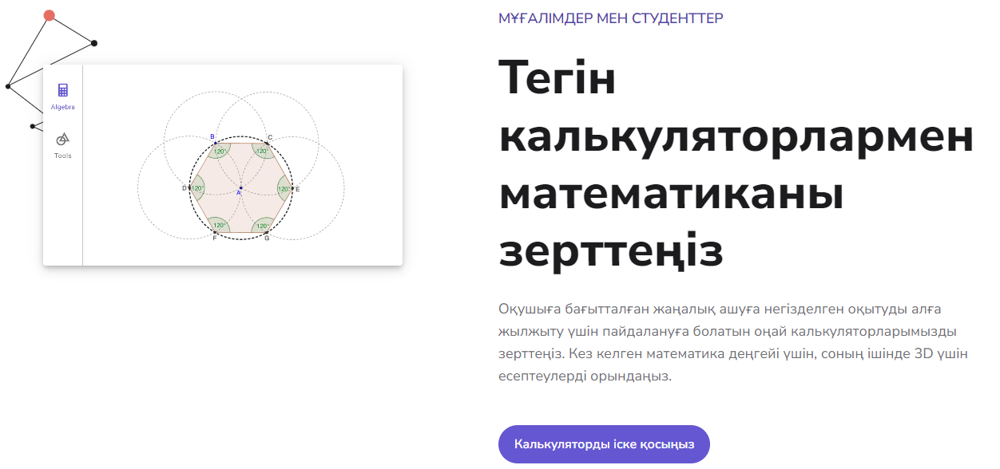 МҰҒАЛІМДЕР МЕН СТУДЕНТТЕР
Тегін
калькуляторлармен
математиканы
зерттеңіз
Оқушыға бағытталған жаңалық ашуға негізделген оқытуды алға
жылжыту үшін пайдалануға болатын оңай калькуляторларымызды
зерттеңіз. Кез келген математика деңгейі үшін, соның ішінде 3D үшін
есептеулерді орындаңыз.
Калькуляторды іске қосыңыз
Algebra
Tools
B C
120° 120°
D 120° A 120° E
120° 120°
F G